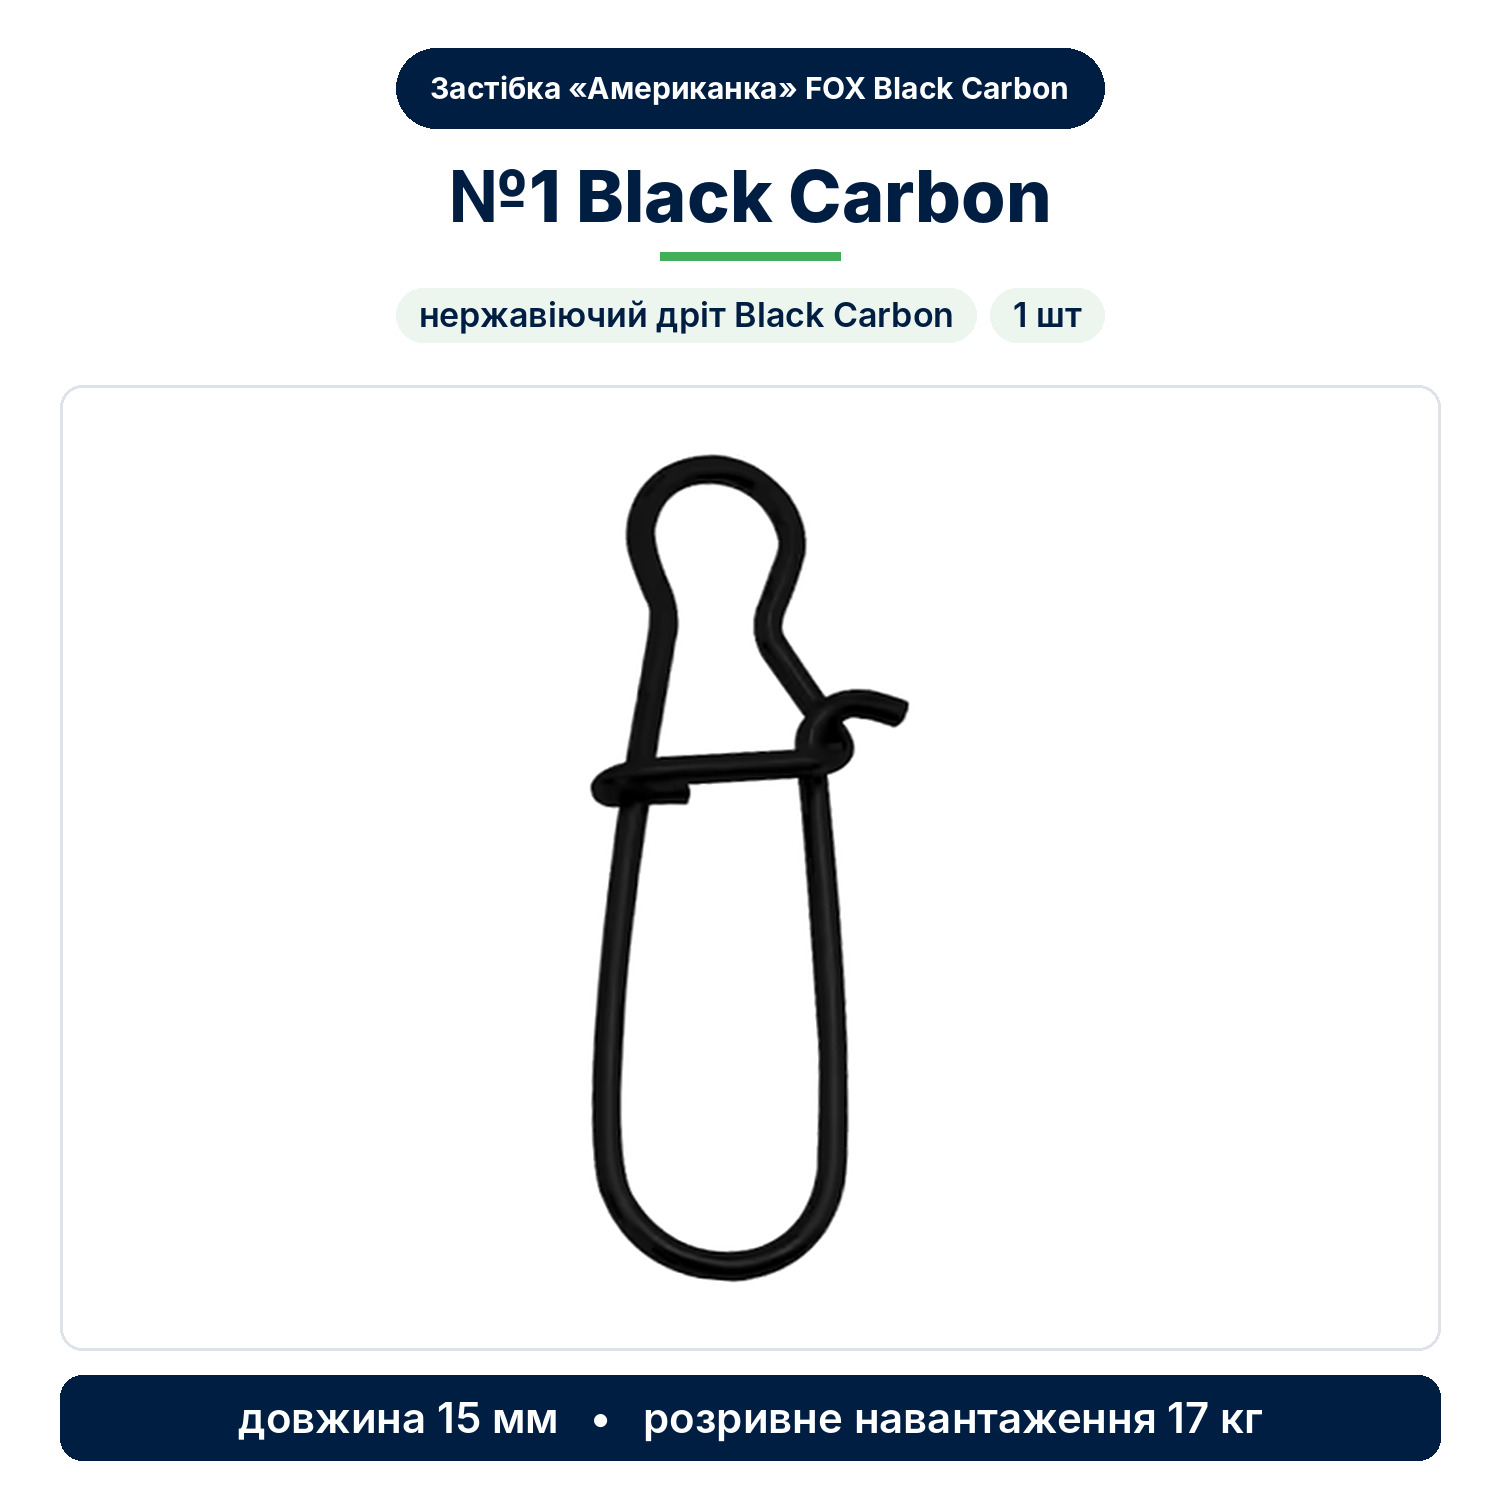 Застібка «Американка» FOX Black Carbon
№1 Black Carbon
нержавіючий дріт Black Carbon 1 шт
довжина 15 мм • розривне навантаження 17 кг